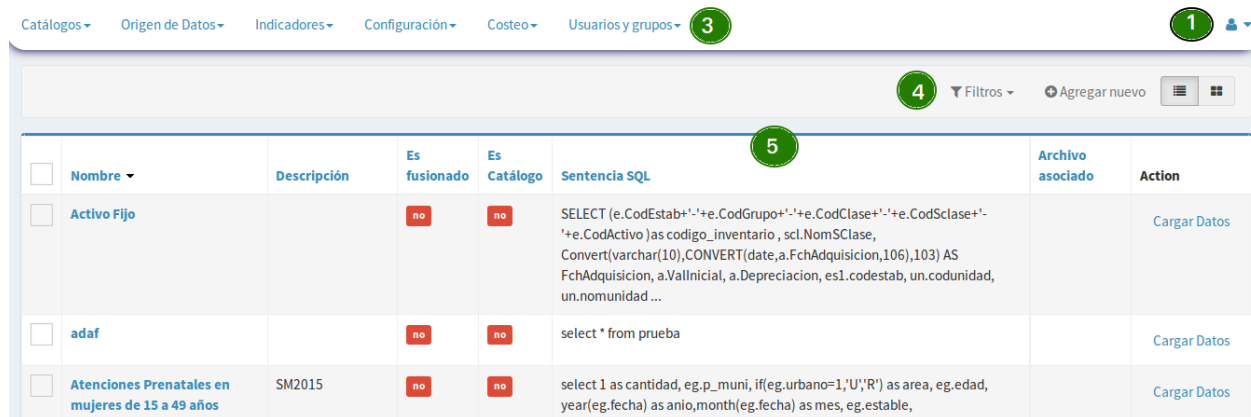 Catálogos Origen de Datos Indicadores Configuración Costeo Usuarios y grupos 3 1
4 Filtros Agregar nuevo
5
Nombre Descripción Es fusionado Es Catálogo Sentencia SQL Archivo asociado Action
Activo Fijo no no SELECT (e.CodEstab+'-'+e.CodGrupo+'-'+e.CodClase+'-'+e.CodSclase+'-
'+e.CodActivo )as codigo_inventario , scl.NomSClase,
Convert(varchar(10),CONVERT(date,a.FchAdquisicion,106),103) AS
FchAdquisicion, a.ValInicial, a.Depreciacion, es1.codestab, un.codunidad,
un.nomunidad ...
Cargar Datos
adaf no no select * from prueba Cargar Datos
Atenciones Prenatales en
mujeres de 15 a 49 años
SM2015 no no
select 1 as cantidad, eg.p_muni, if(eg.urbano=1,'U','R') as area, eg.edad,
year(eg.fecha) as anio,month(eg.fecha) as mes, eg.estable,
Cargar Datos